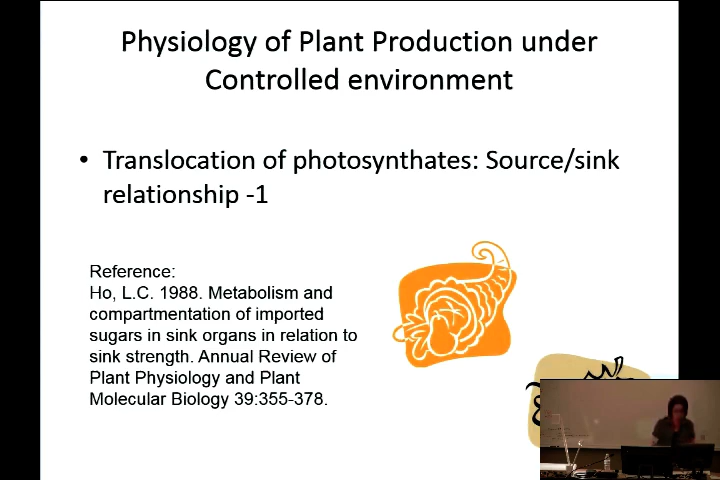 Physiology of Plant Production under
Controlled environment
• Translocation of photosynthates: Source/sink
relationship -1
Reference:
Ho, L.C. 1988. Metabolism and
compartmentation of imported
sugars in sink organs in relation to
sink strength. Annual Review of
Plant Physiology and Plant
Molecular Biology 39:355-378.